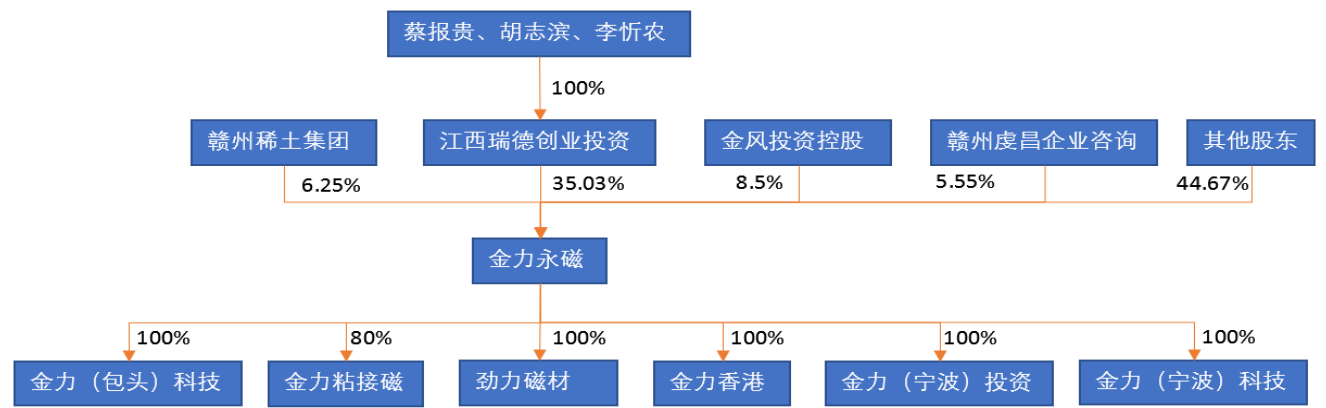 蔡报贵、胡志滨、李忻农
100%
赣州稀土集团
江西瑞德创业投资
金风投资控股
赣州虔昌企业咨询
其他股东
6.25%
35.03%
8.5%
5.55%
44.67%
金力永磁
100%
80%
100%
100%
100%
100%
金力（包头）科技
金力粘接磁
劲力磁材
金力香港
金力（宁波）投资
金力（宁波）科技